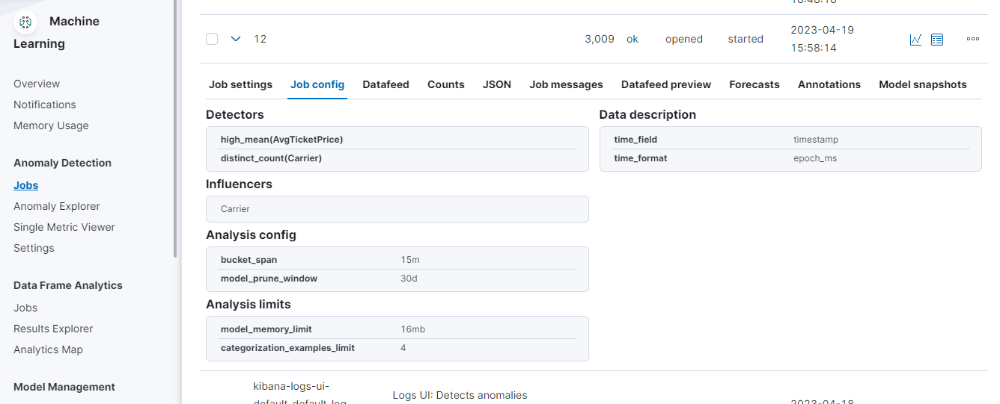 Machine
Learning
Overview
Notifications
Memory Usage
Anomaly Detection
Jobs
Anomaly Explorer
Single Metric Viewer
Settings
Data Frame Analytics
Jobs
Results Explorer
Analytics Map
Model Management
12 3,009 ok opened started 2023-04-19
15:58:14
Job settings Job config Datafeed Counts JSON Job messages Datafeed preview Forecasts Annotations Model snapshots
Detectors
high_mean(AvgTicketPrice)
distinct_count(Carrier)
Influencers
Carrier
Analysis config
bucket_span 15m
model_prune_window 30d
Analysis limits
model_memory_limit 16mb
categorization_examples_limit 4
Data description
time_field timestamp
time_format epoch_ms
kibana-logs-ui-
default-default-log
Logs UI: Detects anomalies
2023-04-18